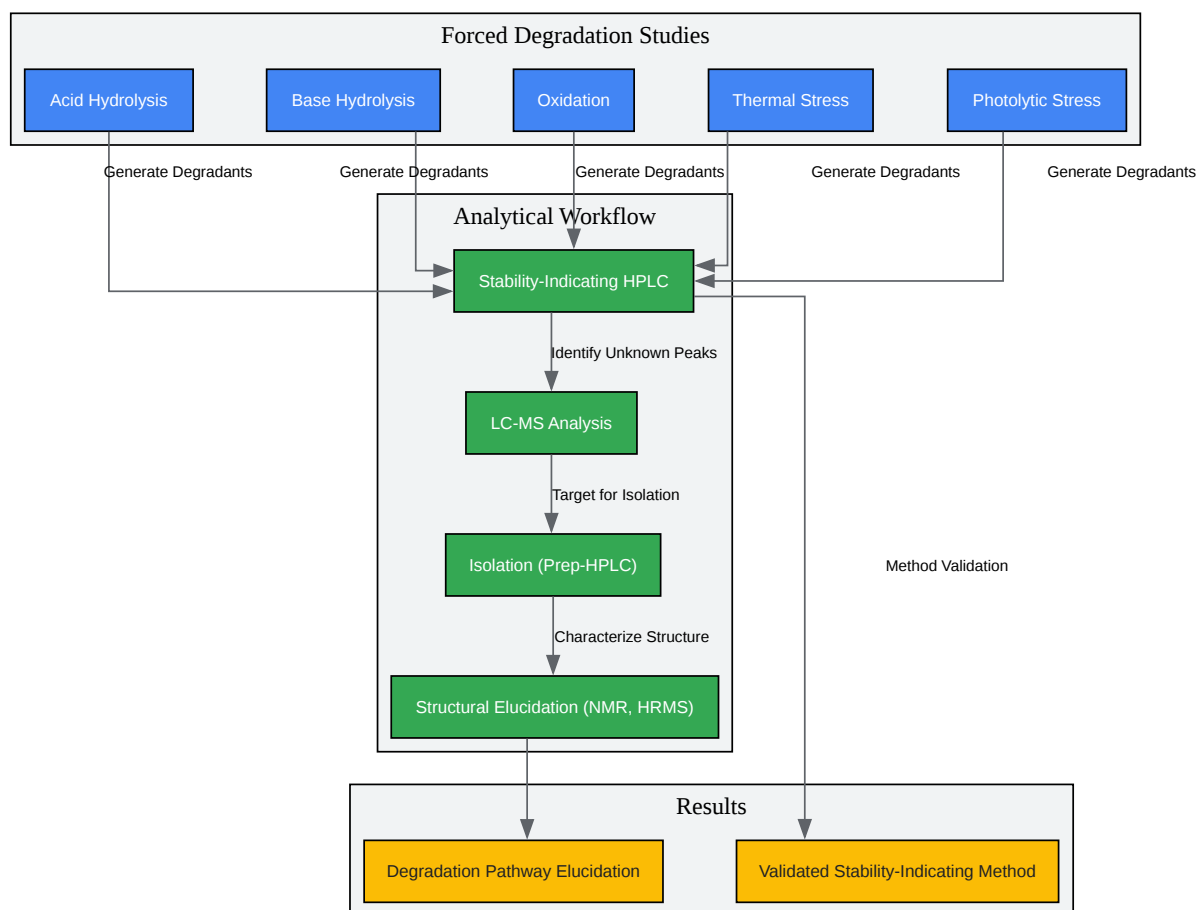 Forced Degradation Studies
Acid Hydrolysis
Base Hydrolysis
Oxidation
Thermal Stress
Photolytic Stress
Generate Degradants
Generate Degradants
Generate Degradants
Generate Degradants
Generate Degradants
Analytical Workflow
Stability-Indicating HPLC
Identify Unknown Peaks
LC-MS Analysis
Target for Isolation
Isolation (Prep-HPLC)
Method Validation
Characterize Structure
Structural Elucidation (NMR, HRMS)
Results
Degradation Pathway Elucidation
Validated Stability-Indicating Method